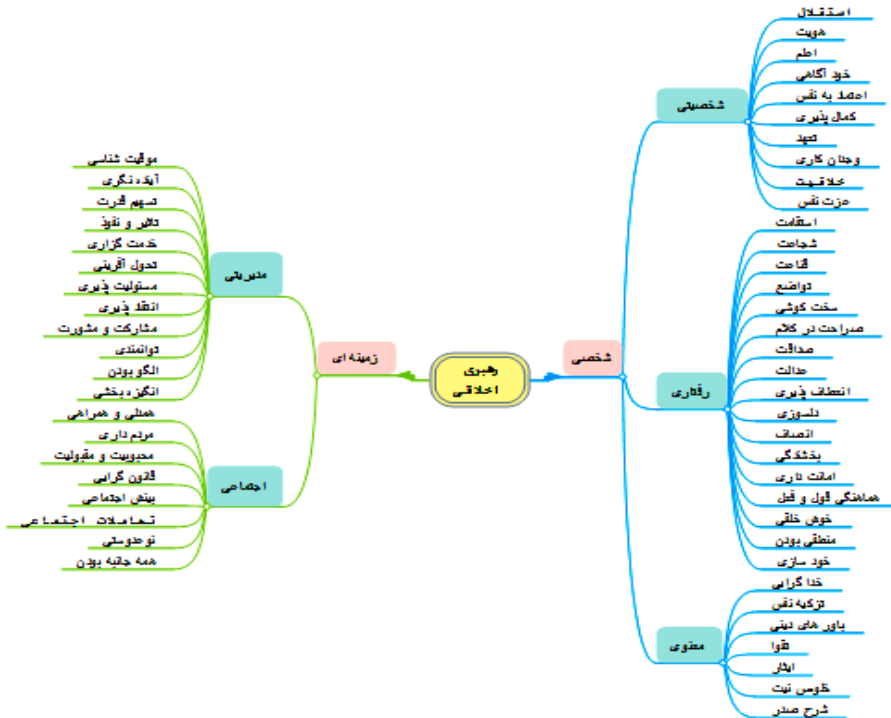 رهبری
اخلاقی
شخصی
شخصیتی
استقلال
هویت
اعلم
خود آگاهی
اعتماد به نفس
کمال پذیری
تعهد
وجدان کاری
خلاقیت
عزت نفس
رفتاری
استقامت
شجاعت
قناعت
تواضع
سخت کوشی
صراحت در کلام
صداقت
عدالت
انعطاف پذیری
دلسوزی
انصاف
بخشندگی
امانت داری
هماهنگی قول و فعل
خوش خلقی
منطقی بودن
خود سازی
معنوی
خدا گرایی
تزکیه نفس
باور های دینی
تقوا
ایثار
خلوص نیت
شرح صدر
زمینه ای
مدیریتی
موقیت شناسی
آینده نگری
تسهیم قدرت
تاثیر و نفوذ
خدمت گزاری
تحول آفرینی
مسئولیت پذیری
انتقاد پذیری
مشارکت و مشورت
توانمندی
الگو بودن
انگیزه بخشی
اجتماعی
همدلی و همراهی
مردم داری
محبوبیت و مقبولیت
قانون گرایی
بینش اجتماعی
تعاملات اجتماعی
نوعدوستی
همه جانبه بودن